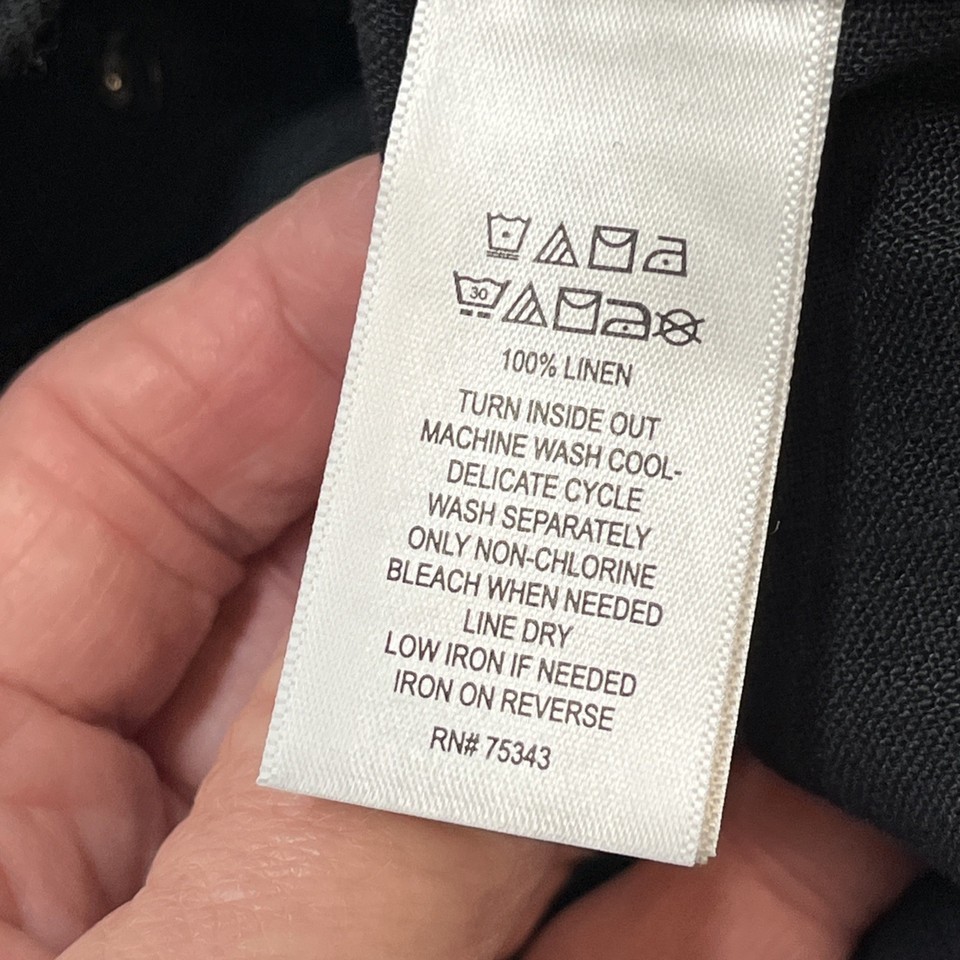 30
100% LINEN
TURN INSIDE OUT
MACHINE WASH COOL-
DELICATE CYCLE
WASH SEPARATELY
ONLY NON-CHLORINE
BLEACH WHEN NEEDED
LINE DRY
LOW IRON IF NEEDED
IRON ON REVERSE
RN# 75343